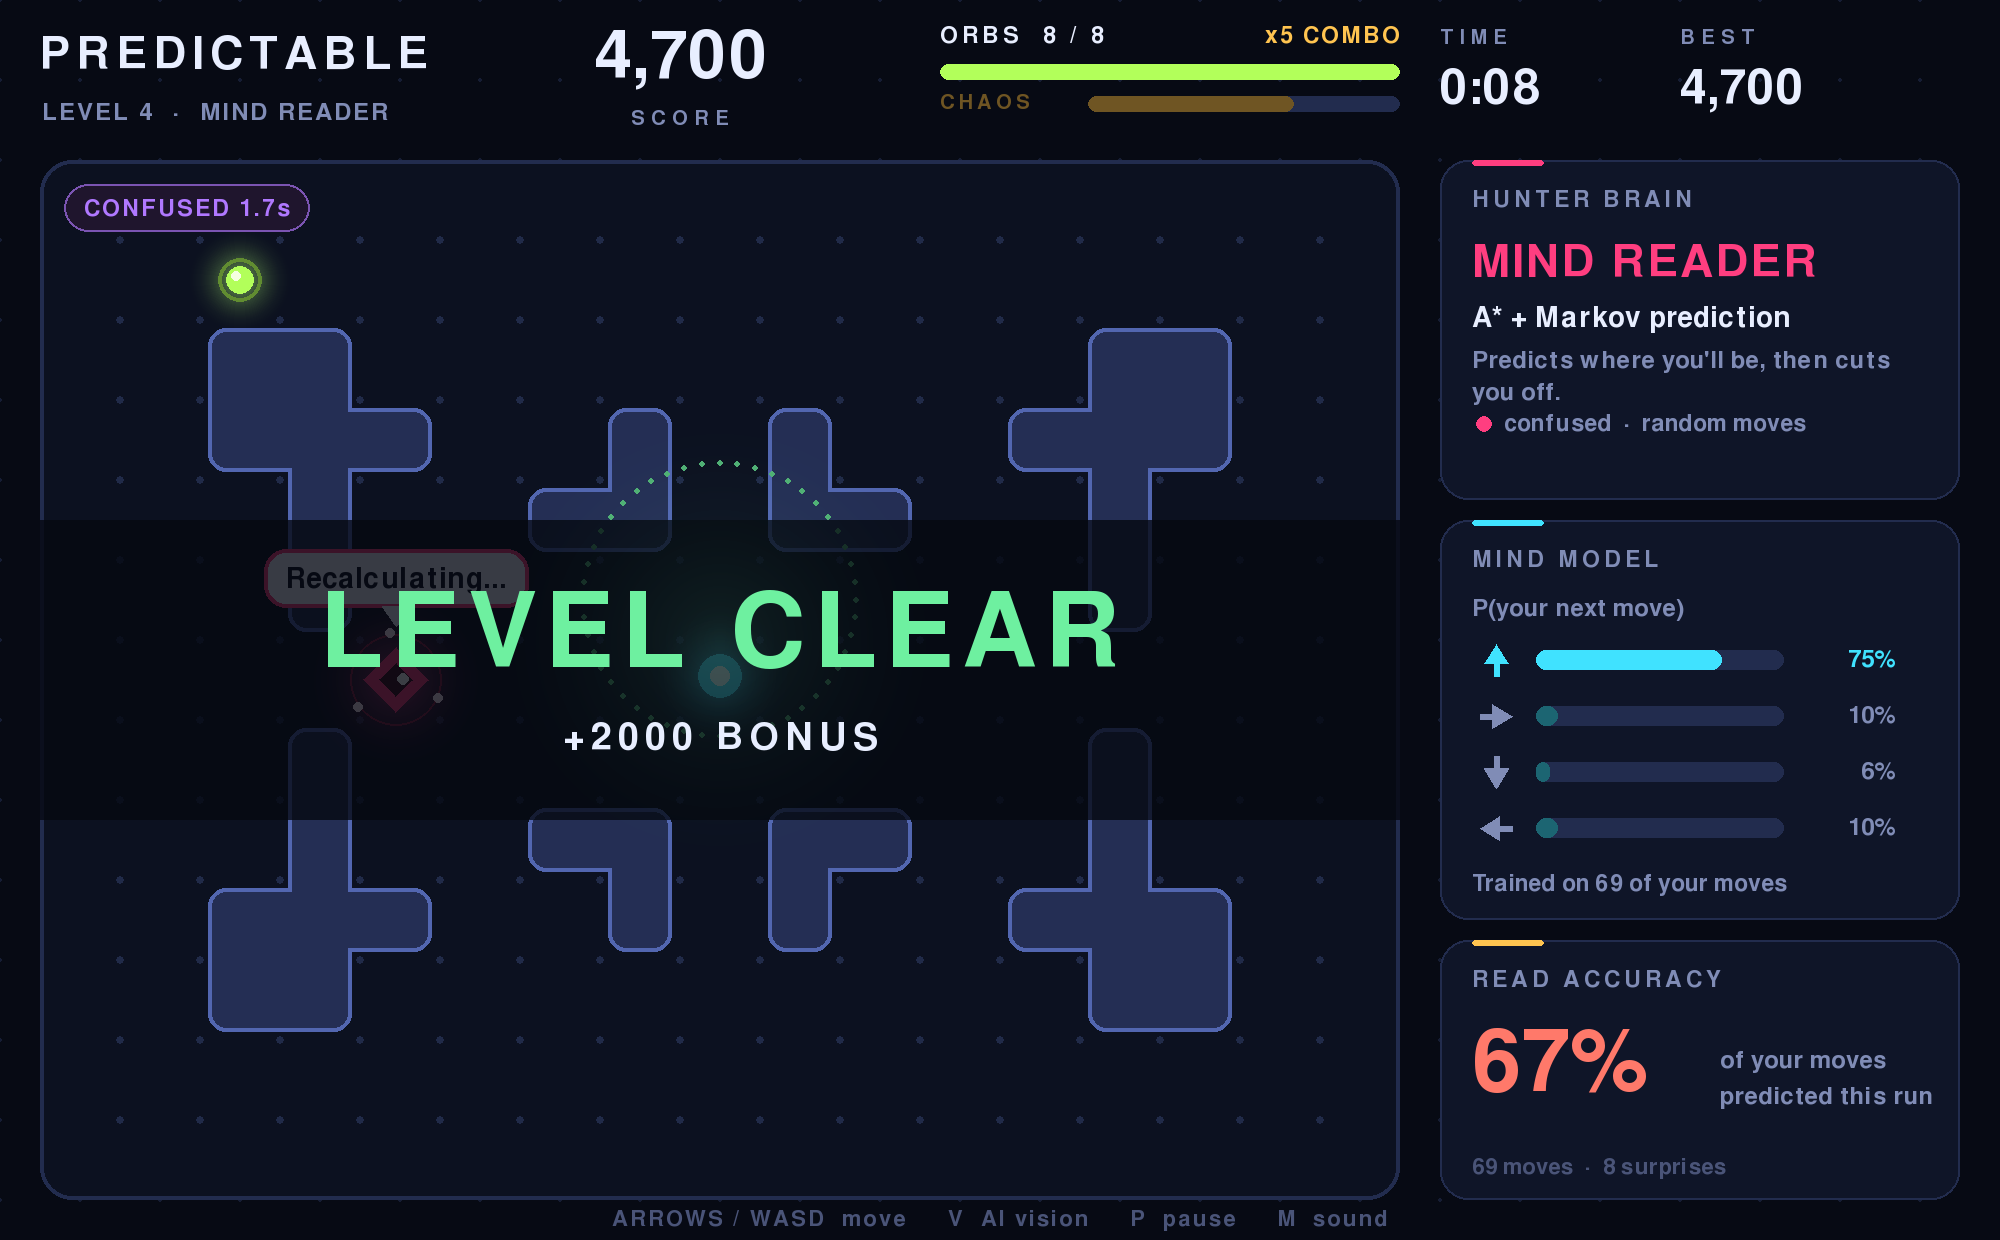 PREDICTABLE
LEVEL 4 · MIND READER
4,700
SCORE
ORBS 8 / 8
x5 COMBO
CHAOS
TIME
0:08
BEST
4,700
CONFUSED 1.7s
Recalculating...
LEVEL CLEAR
+2000 BONUS
HUNTER BRAIN
MIND READER
A* + Markov prediction
Predicts where you'll be, then cuts
you off.
confused · random moves
MIND MODEL
P(your next move)
75%
10%
6%
10%
Trained on 69 of your moves
READ ACCURACY
67%
of your moves
predicted this run
69 moves · 8 surprises
ARROWS / WASD move V AI vision P pause M sound